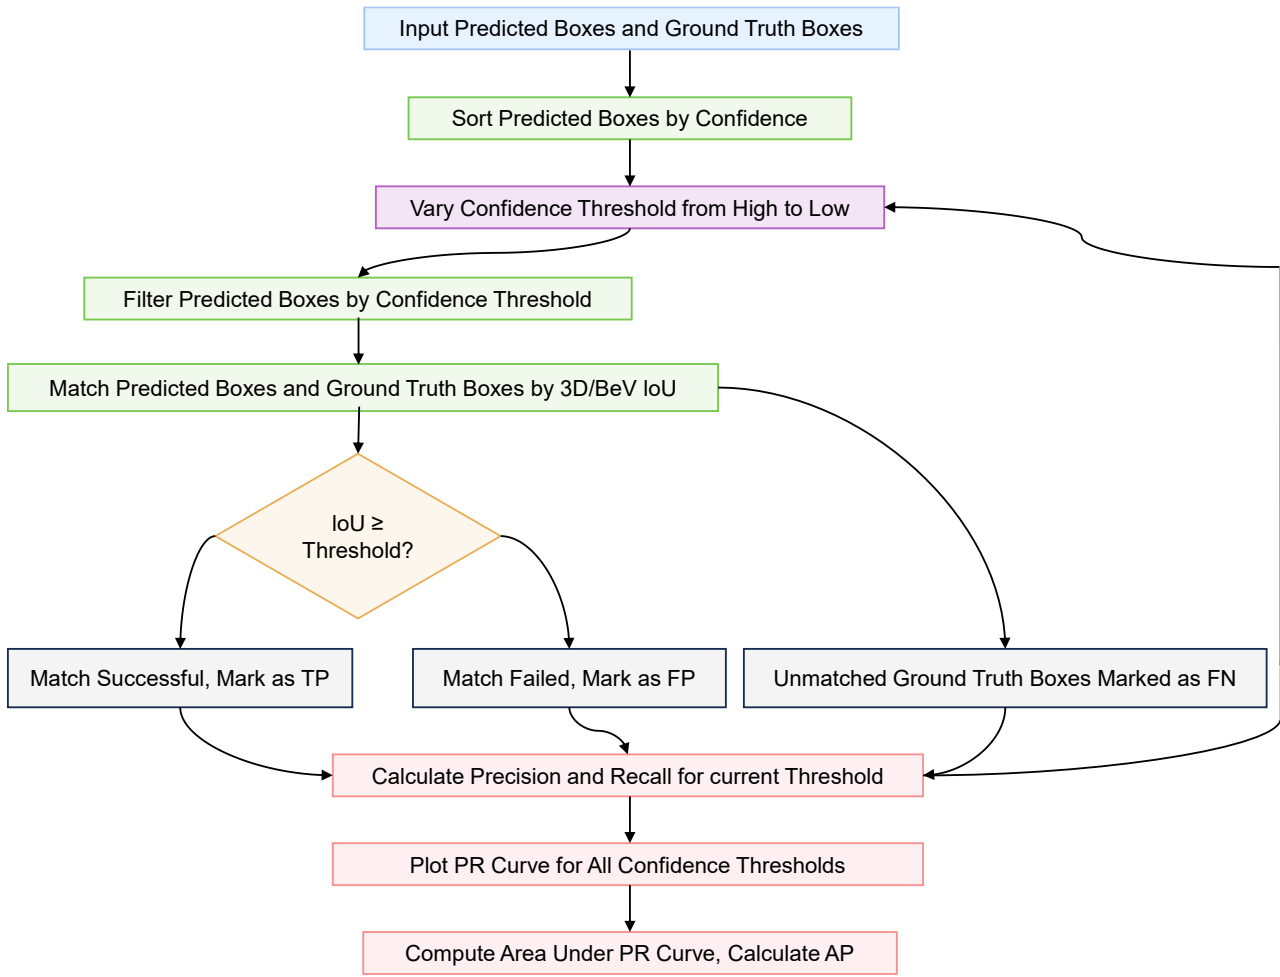 Input Predicted Boxes and Ground Truth Boxes
Sort Predicted Boxes by Confidence
Vary Confidence Threshold from High to Low
Filter Predicted Boxes by Confidence Threshold
Match Predicted Boxes and Ground Truth Boxes by 3D/BeV IoU
IoU ≥
Threshold?
Match Successful, Mark as TP
Match Failed, Mark as FP
Unmatched Ground Truth Boxes Marked as FN
Calculate Precision and Recall for current Threshold
Plot PR Curve for All Confidence Thresholds
Compute Area Under PR Curve, Calculate AP